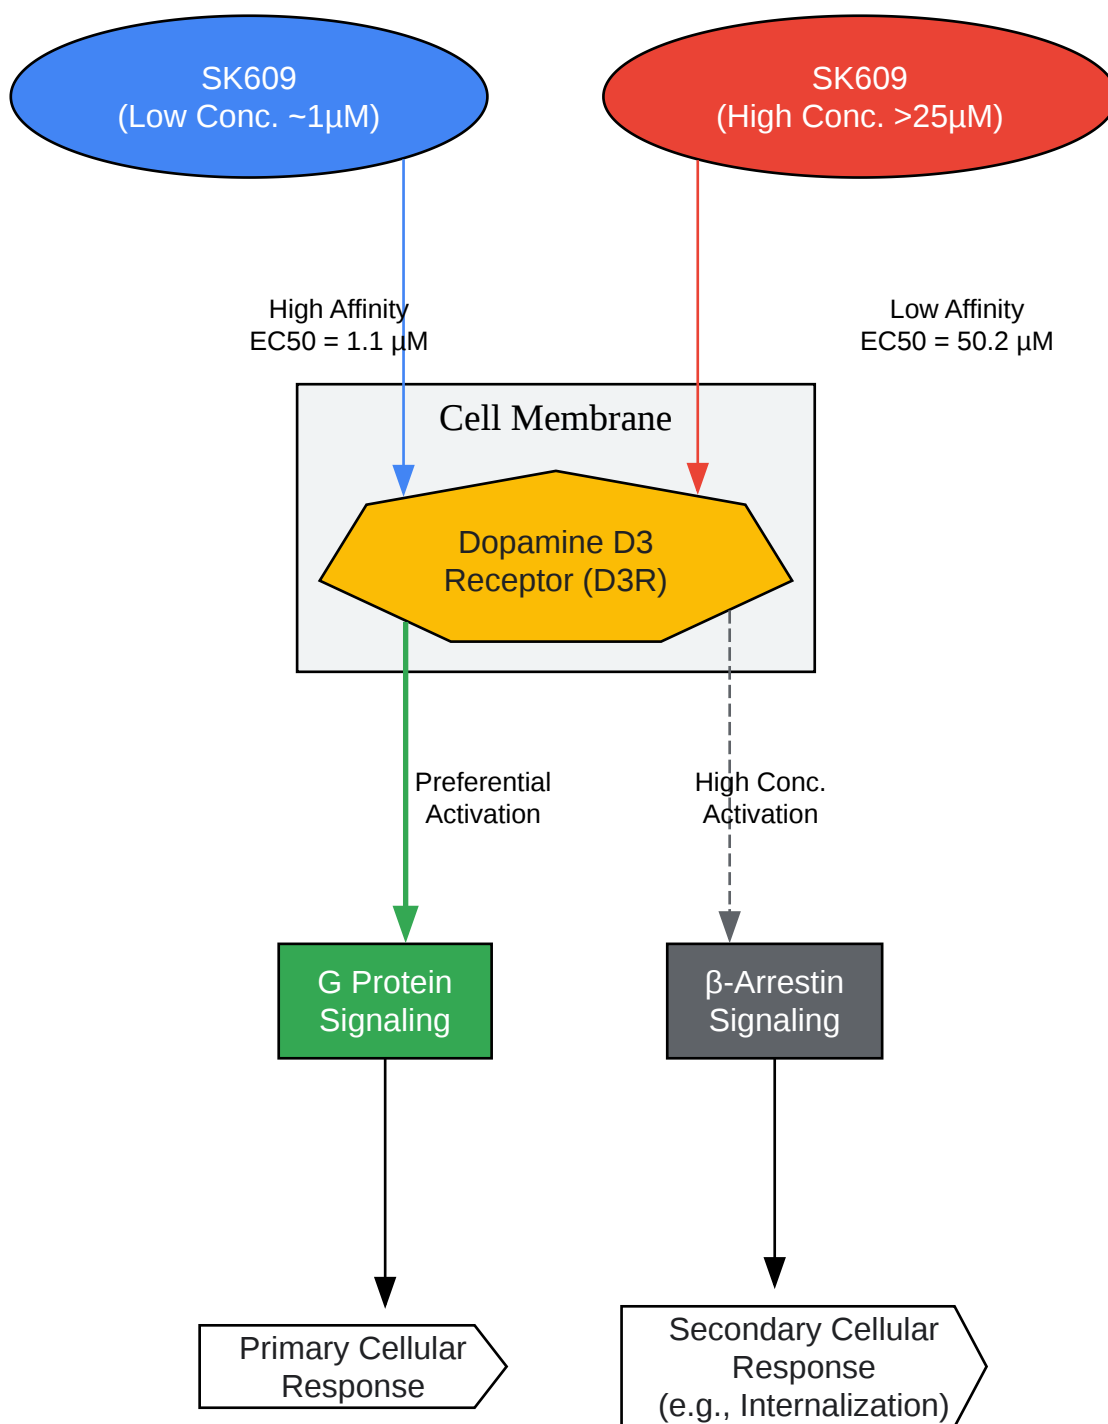 SK609
(Low Conc. ~1µM)
SK609
(High Conc. >25µM)
High Affinity
EC50 = 1.1 µM
Low Affinity
EC50 = 50.2 µM
Cell Membrane
Dopamine D3
Receptor (D3R)
Preferential
Activation
High Conc.
Activation
G Protein
Signaling
β-Arrestin
Signaling
Primary Cellular
Response
Secondary Cellular
Response
(e.g., Internalization)